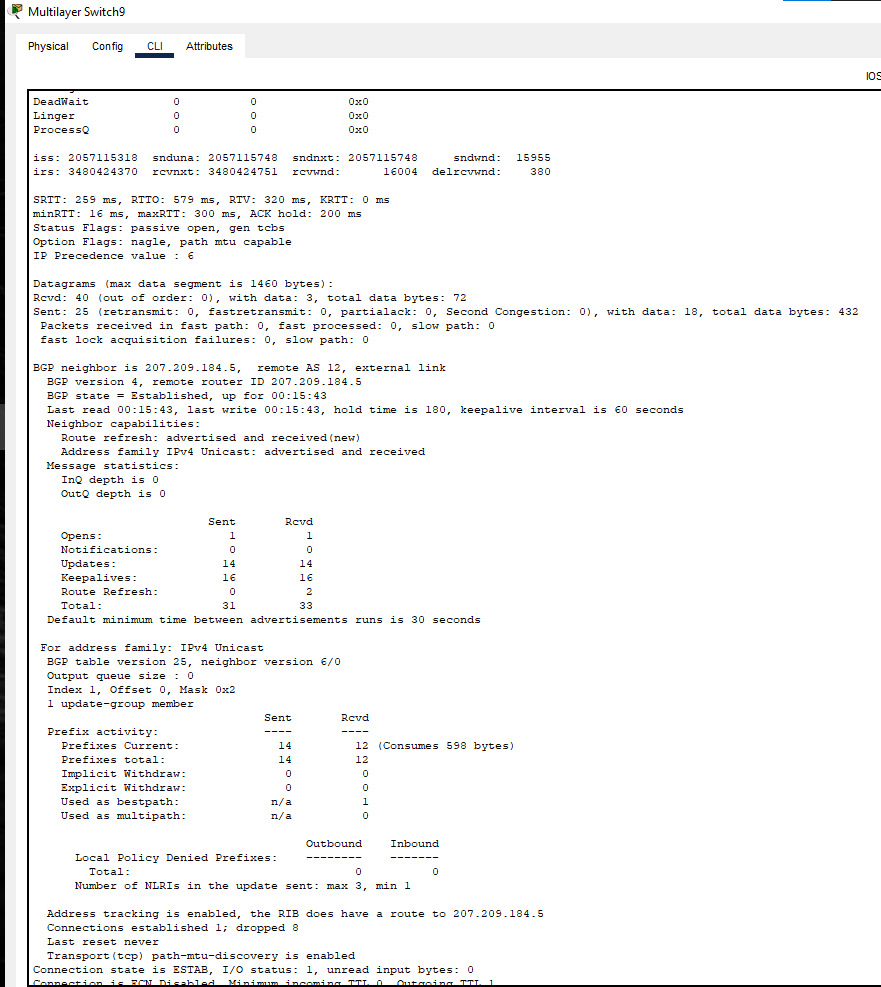 Multilayer Switch9
Physical Config CLI Attributes
IOS
DeadWait 0 0 0x0
Linger 0 0 0x0
ProcessQ 0 0 0x0
iss: 2057115318 snduna: 2057115748 sndnxt: 2057115748 sndwnd: 15955
irs: 3480424370 rcvnxt: 3480424751 rcvwnd: 16004 delrcvwnd: 380
SRTT: 259 ms, RTTO: 579 ms, RTV: 320 ms, KRTT: 0 ms
minRTT: 16 ms, maxRTT: 300 ms, ACK hold: 200 ms
Status Flags: passive open, gen tcbs
Option Flags: nagle, path mtu capable
IP Precedence value : 6
Datagrams (max data segment is 1460 bytes):
Rcvd: 40 (out of order: 0), with data: 3, total data bytes: 72
Sent: 25 (retransmit: 0, fastretransmit: 0, partialack: 0, Second Congestion: 0), with data: 18, total data bytes: 432
Packets received in fast path: 0, fast processed: 0, slow path: 0
fast lock acquisition failures: 0, slow path: 0
BGP neighbor is 207.209.184.5, remote AS 12, external link
BGP version 4, remote router ID 207.209.184.5
BGP state = Established, up for 00:15:43
Last read 00:15:43, last write 00:15:43, hold time is 180, keepalive interval is 60 seconds
Neighbor capabilities:
Route refresh: advertised and received(new)
Address family IPv4 Unicast: advertised and received
Message statistics:
InQ depth is 0
OutQ depth is 0
Sent Rcvd
Opens: 1 1
Notifications: 0 0
Updates: 14 14
Keepalives: 16 16
Route Refresh: 0 2
Total: 31 33
Default minimum time between advertisements runs is 30 seconds
For address family: IPv4 Unicast
BGP table version 25, neighbor version 6/0
Output queue size : 0
Index 1, Offset 0, Mask 0x2
1 update-group member
Sent Rcvd
Prefix activity: ---- ----
Prefixes Current: 14 12 (Consumes 598 bytes)
Prefixes total: 14 12
Implicit Withdraw: 0 0
Explicit Withdraw: 0 0
Used as bestpath: n/a 1
Used as multipath: n/a 0
Outbound Inbound
Local Policy Denied Prefixes: -------- -------
Total: 0 0
Number of NLRIs in the update sent: max 3, min 1
Address tracking is enabled, the RIB does have a route to 207.209.184.5
Connections established 1; dropped 8
Last reset never
Transport(tcp) path-mtu-discovery is enabled
Connection state is ESTAB, I/O status: 1, unread input bytes: 0
Connection is ECN Disabled, Minimum incoming TTL 0, Outgoing TTL 1